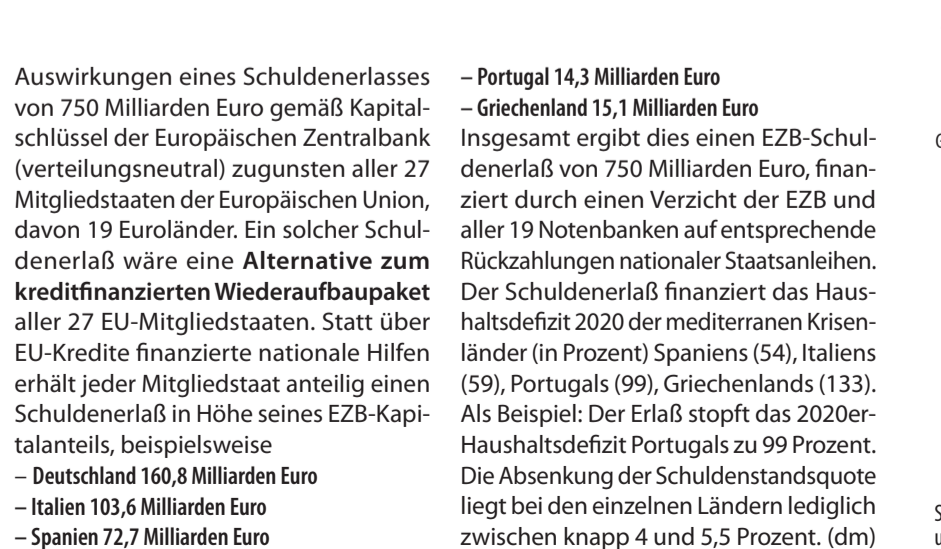 Auswirkungen eines Schuldenerlasses
von 750 Milliarden Euro gemäß Kapital-
schlüssel der Europäischen Zentralbank
(verteilungsneutral) zugunsten aller 27
Mitgliedstaaten der Europäischen Union,
davon 19 Euroländer. Ein solcher Schul-
denerlaß wäre eine Alternative zum
kreditfinanzierten Wiederaufbaupaket
aller 27 EU-Mitgliedstaaten. Statt über
EU-Kredite finanzierte nationale Hilfen
erhält jeder Mitgliedstaat anteilig einen
Schuldenerlaß in Höhe seines EZB-Kapi-
talanteils, beispielsweise
– Deutschland 160,8 Milliarden Euro
– Italien 103,6 Milliarden Euro
– Spanien 72,7 Milliarden Euro
– Portugal 14,3 Milliarden Euro
– Griechenland 15,1 Milliarden Euro
Insgesamt ergibt dies einen EZB-Schul-
denerlaß von 750 Milliarden Euro, finan-
ziert durch einen Verzicht der EZB und
aller 19 Notenbanken auf entsprechende
Rückzahlungen nationaler Staatsanleihen.
Der Schuldenerlaß finanziert das Haus-
haltsdefizit 2020 der mediterranen Krisen-
länder (in Prozent) Spaniens (54), Italiens
(59), Portugals (99), Griechenlands (133).
Als Beispiel: Der Erlaß stopft das 2020er-
Haushaltsdefizit Portugals zu 99 Prozent.
Die Absenkung der Schuldenstandsquote
liegt bei den einzelnen Ländern lediglich
zwischen knapp 4 und 5,5 Prozent. (dm)